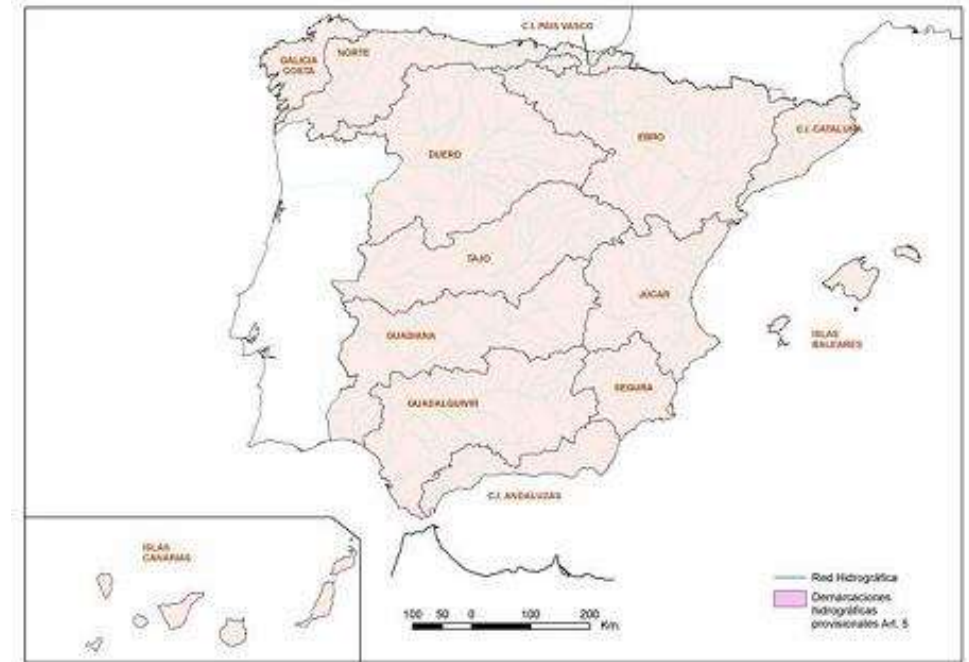 C.I. PAIS VASCO
GALICIA
COSTA
NORTE
DUERO
EBRO
C.I. CATALUÑA
TAJO
JUCAR
GUADIANA
ISLAS
BALEARES
SEGURA
GUADALQUIVIR
C.I. ANDALUZAS
ISLAS
CANARIAS
Red Hidrográfica
Demarcaciones
hidrográficas
provisionales Art. 5
100 50 0 100 200
Km.